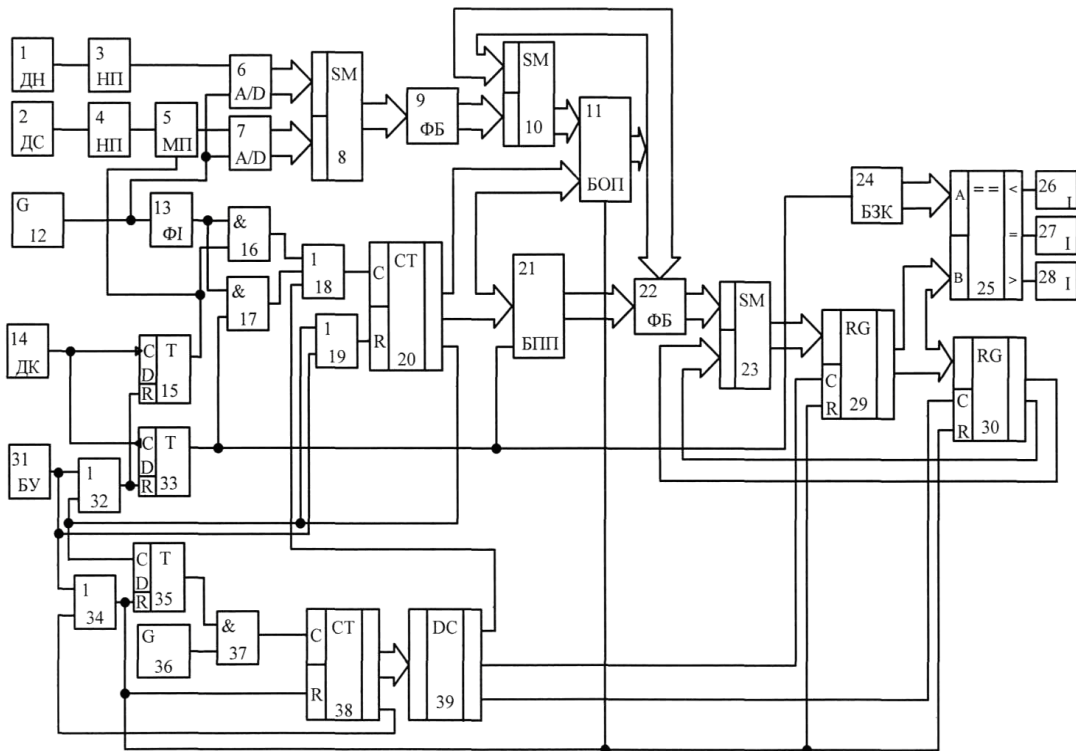 1
ДН
3
НП
6
A/D
SM
8
9
ФБ
SM
10
11
БОП
2
ДС
4
НП
5
МП
7
A/D
G
12
13
ФІ
&
16
1
18
C
CT
R
20
&
17
1
19
21
БПП
22
ФБ
SM
23
24
БЗК
A
B
==
<
=
>
25
26
I
27
I
28
I
14
ДК
C
D
R
T
15
RG
C
R
29
RG
C
R
30
31
БУ
1
32
C
D
R
T
33
1
34
C
D
R
T
35
G
36
&
37
C
R
CT
38
DC
39